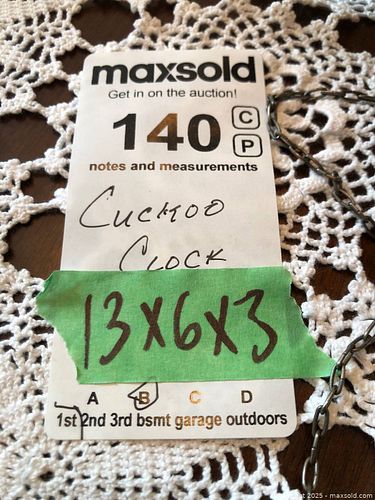 maxsold
Get in on the auction!
140 C
P
notes and measurements
CUCKOO
CLOCK
13x6x3
A B C D
1st 2nd 3rd bsmt garage outdoors
2025 - maxsold.com